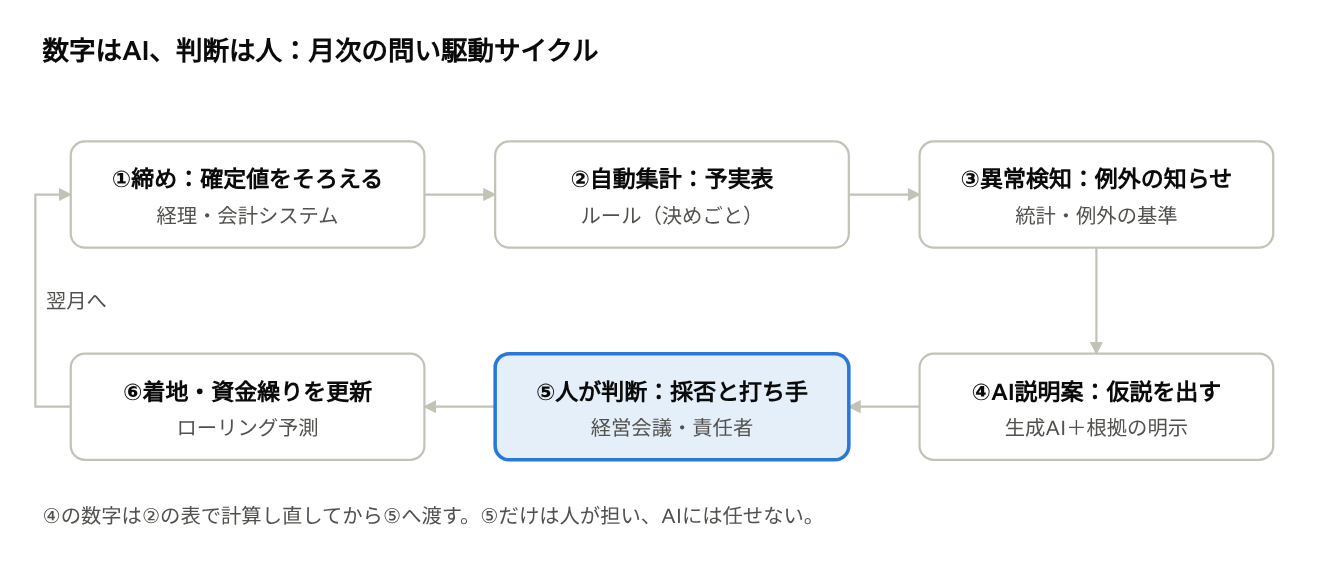 数字はAI、判断は人：月次の問い駆動サイクル
①締め：確定値をそろえる
経理・会計システム
②自動集計：予実表
ルール（決めごと）
③異常検知：例外の知らせ
統計・例外の基準
翌月へ
⑥着地・資金繰りを更新
ローリング予測
⑤人が判断：採否と打ち手
経営会議・責任者
④AI説明案：仮説を出す
生成AI＋根拠の明示
④の数字は②の表で計算し直してから⑤へ渡す。⑤だけは人が担い、AIには任せない。